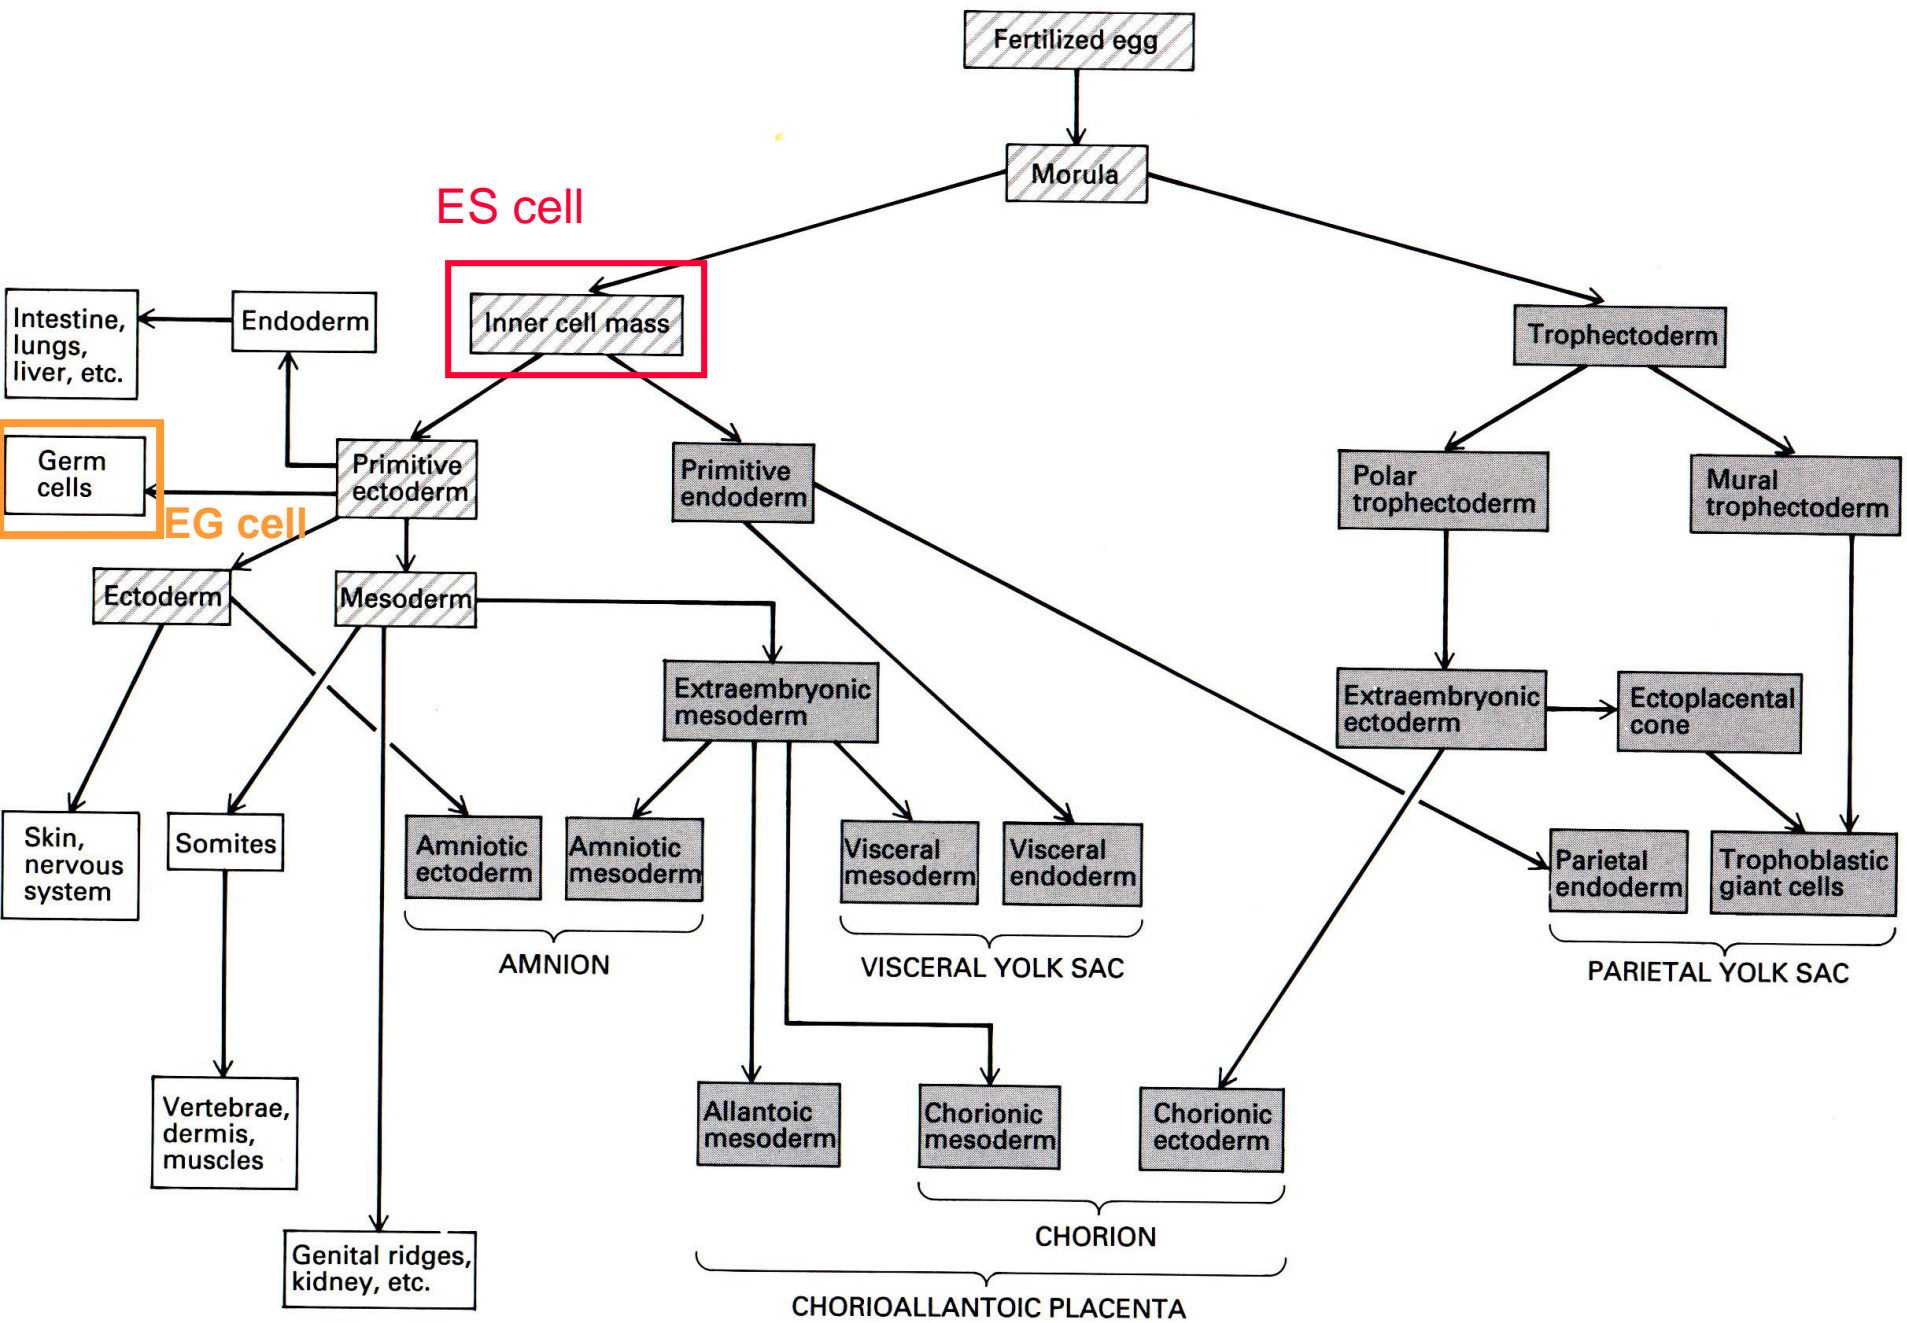 Fertilized egg
Morula
ES cell
Inner cell mass
Trophectoderm
Intestine,
lungs,
liver, etc.
Endoderm
Germ
cells
EG cell
Primitive
ectoderm
Primitive
endoderm
Polar
trophectoderm
Mural
trophectoderm
Ectoderm
Mesoderm
Extraembryonic
mesoderm
Extraembryonic
ectoderm
Ectoplacental
cone
Skin,
nervous
system
Somites
Amniotic
ectoderm
Amniotic
mesoderm
Visceral
mesoderm
Visceral
endoderm
Parietal
endoderm
Trophoblastic
giant cells
AMNION
VISCERAL YOLK SAC
PARIETAL YOLK SAC
Vertebrae,
dermis,
muscles
Allantoic
mesoderm
Chorionic
mesoderm
Chorionic
ectoderm
CHORION
Genital ridges,
kidney, etc.
CHORIOALLANTOIC PLACENTA